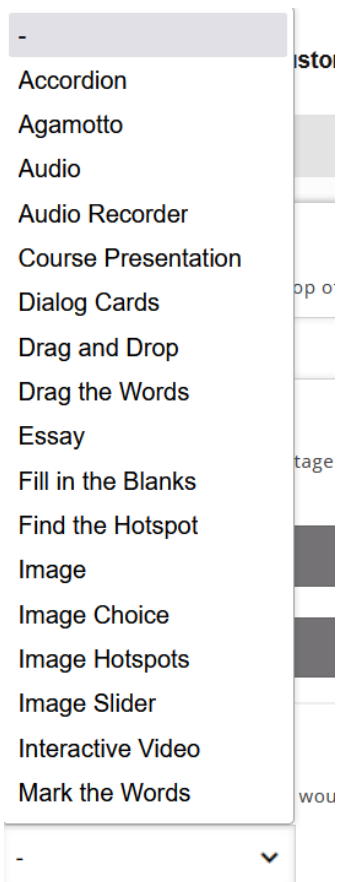 -
Accordion
Agamotto
Audio
Audio Recorder
Course Presentation
Dialog Cards
Drag and Drop
Drag the Words
Essay
Fill in the Blanks
Find the Hotspot
Image
Image Choice
Image Hotspots
Image Slider
Interactive Video
Mark the Words
-